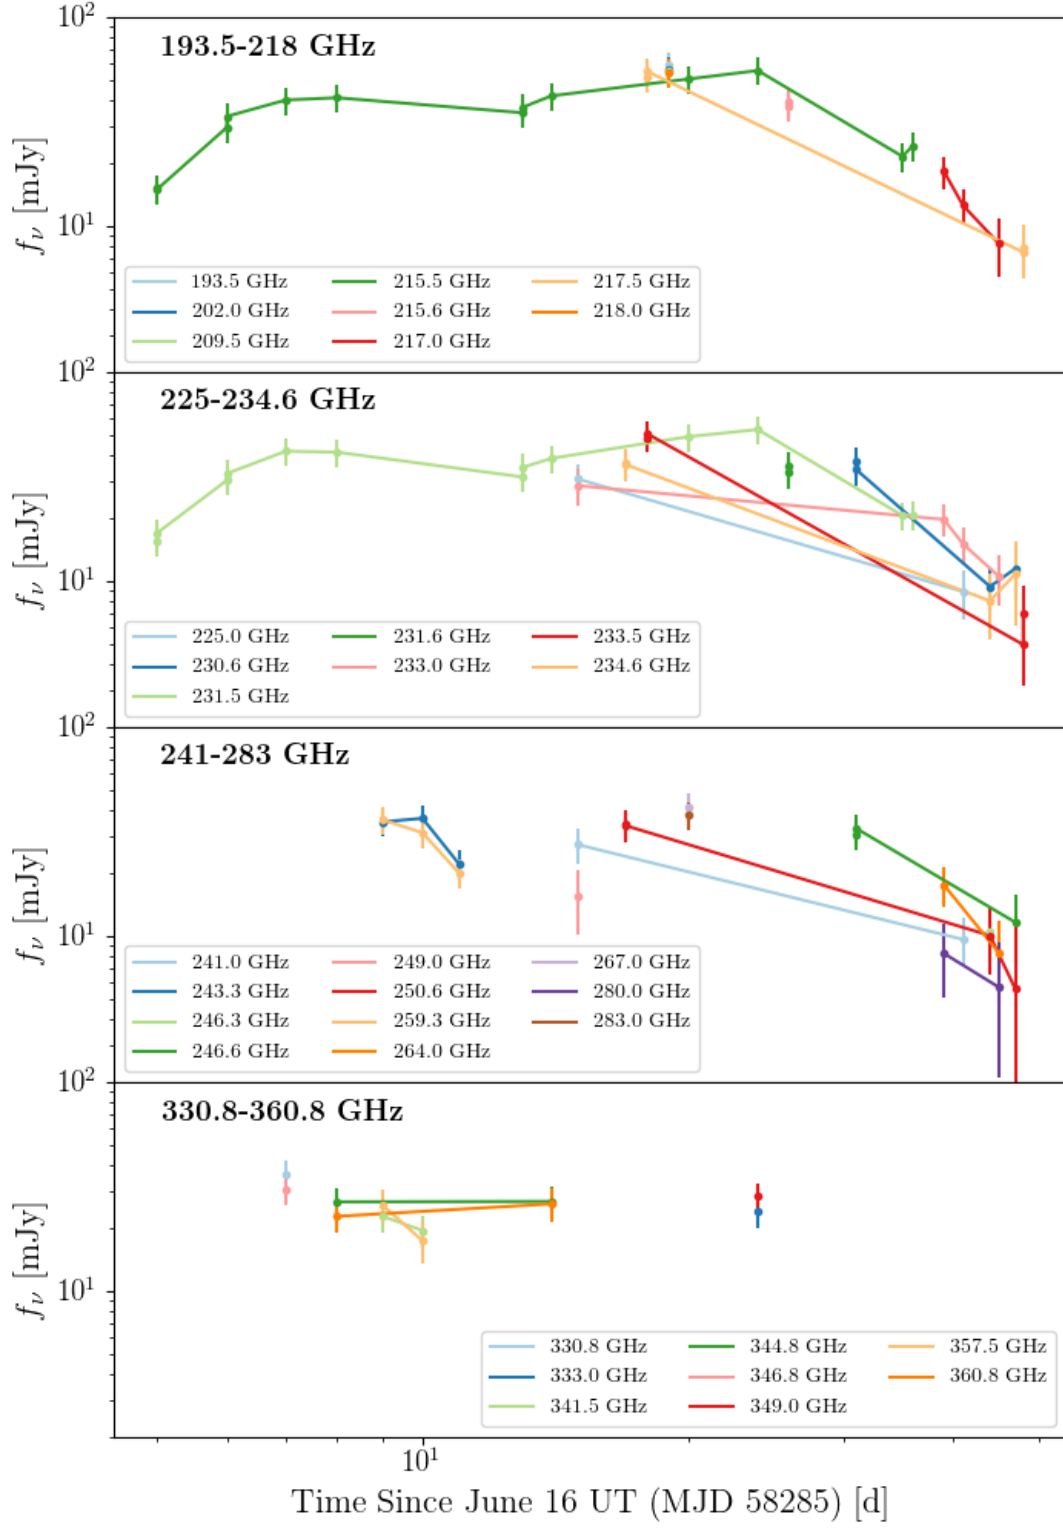 10²
193.5-218 GHz
f_ν [mJy]
10¹
193.5 GHz 215.5 GHz 217.5 GHz
202.0 GHz 215.6 GHz 218.0 GHz
209.5 GHz 217.0 GHz
10²
225-234.6 GHz
f_ν [mJy]
10¹
225.0 GHz 231.6 GHz 233.5 GHz
230.6 GHz 233.0 GHz 234.6 GHz
231.5 GHz
10²
241-283 GHz
f_ν [mJy]
10¹
241.0 GHz 249.0 GHz 267.0 GHz
243.3 GHz 250.6 GHz 280.0 GHz
246.3 GHz 259.3 GHz 283.0 GHz
246.6 GHz 264.0 GHz
10²
330.8-360.8 GHz
f_ν [mJy]
10¹
330.8 GHz 344.8 GHz 357.5 GHz
333.0 GHz 346.8 GHz 360.8 GHz
341.5 GHz 349.0 GHz
10¹
Time Since June 16 UT (MJD 58285) [d]